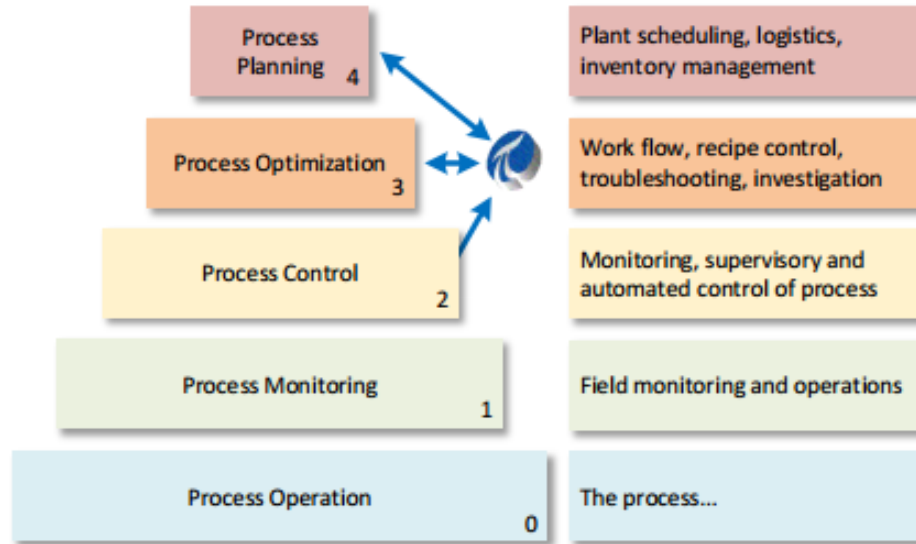 Process
Planning
4
Plant scheduling, logistics,
inventory management
Process Optimization
3
Work flow, recipe control,
troubleshooting, investigation
Process Control
2
Monitoring, supervisory and
automated control of process
Process Monitoring
1
Field monitoring and operations
Process Operation
0
The process...